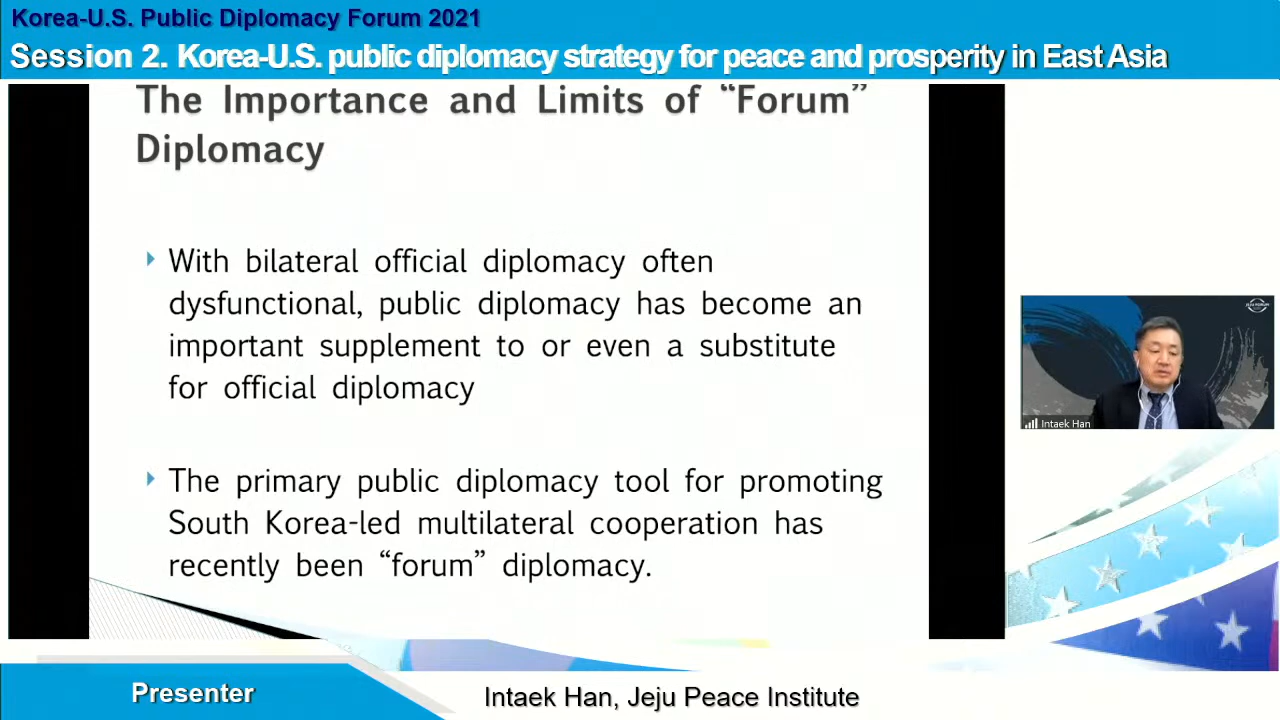 Korea-U.S. Public Diplomacy Forum 2021
Session 2. Korea-U.S. public diplomacy strategy for peace and prosperity in East Asia
The Importance and Limits of “Forum”
Diplomacy
With bilateral official diplomacy often
dysfunctional, public diplomacy has become an
important supplement to or even a substitute
for official diplomacy
The primary public diplomacy tool for promoting
South Korea-led multilateral cooperation has
recently been “forum” diplomacy.
JEJU FORUM
Intaek Han
Presenter
Intaek Han, Jeju Peace Institute